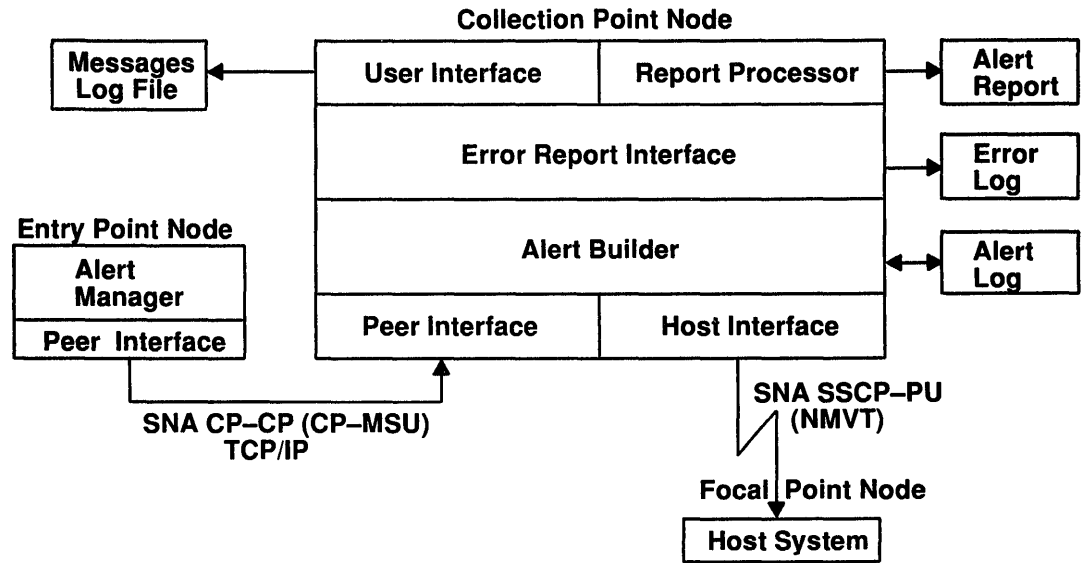 Collection Point Node
Messages
Log File
User Interface
Report Processor
Alert
Report
Error Report Interface
Error
Log
Entry Point Node
Alert
Manager
Peer Interface
Alert Builder
Alert
Log
Peer Interface
Host Interface
SNA CP–CP (CP–MSU)
TCP/IP
SNA SSCP–PU
(NMVT)
Focal Point Node
Host System